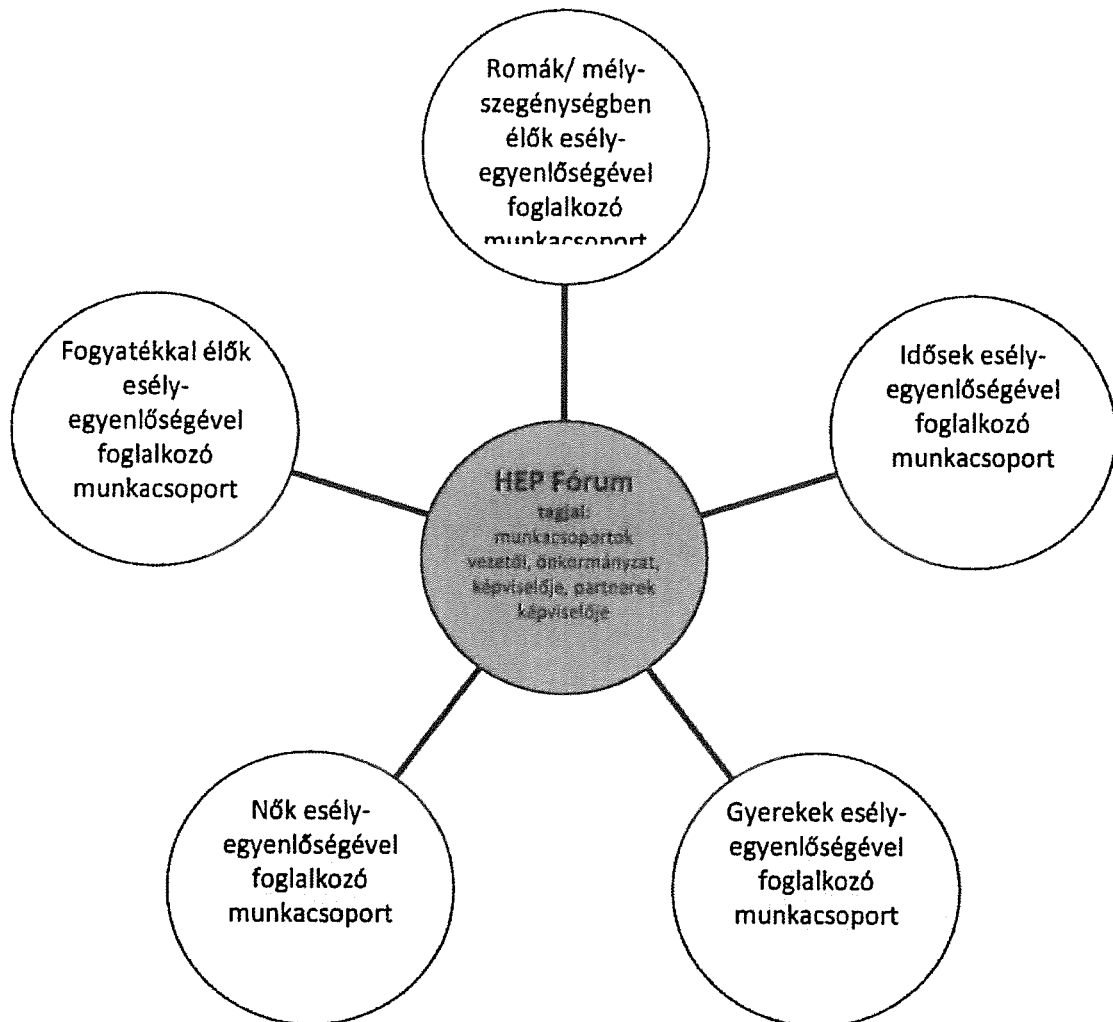 Romák/ mély-
szegénységben
élők esély-
egyenlőségével
foglalkozó
munkacsoport
Fogyatékkal élők
esély-
egyenlőségével
foglalkozó
munkacsoport
Idősek esély-
egyenlőségével
foglalkozó
munkacsoport
HEP Fórum
tagjai:
munkacsoportok
vezetői, önkormányzat,
képviselője, partnerek
képviselője
Nők esély-
egyenlőségével
foglalkozó
munkacsoport
Gyerekek esély-
egyenlőségével
foglalkozó
munkacsoport